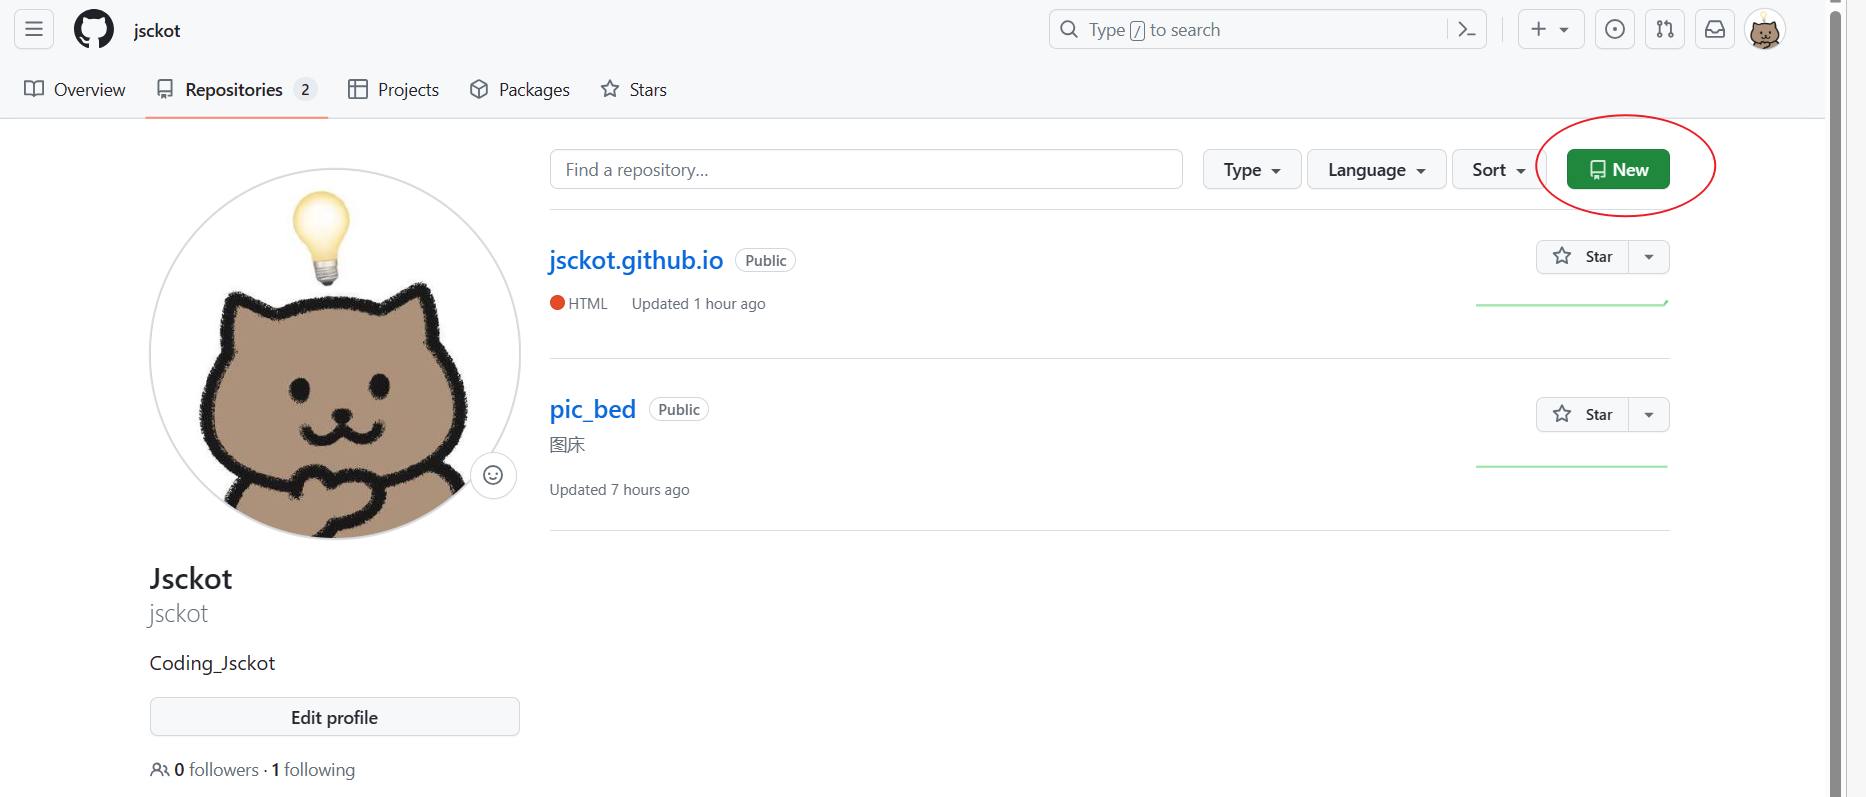 jsckot
Type / to search
Overview
Repositories 2
Projects
Packages
Stars
Find a repository...
Type
Language
Sort
New
jsckot.github.io Public
Star
HTML Updated 1 hour ago
pic_bed Public
Star
图床
Updated 7 hours ago
Jsckot
jsckot
Coding_Jsckot
Edit profile
0 followers · 1 following